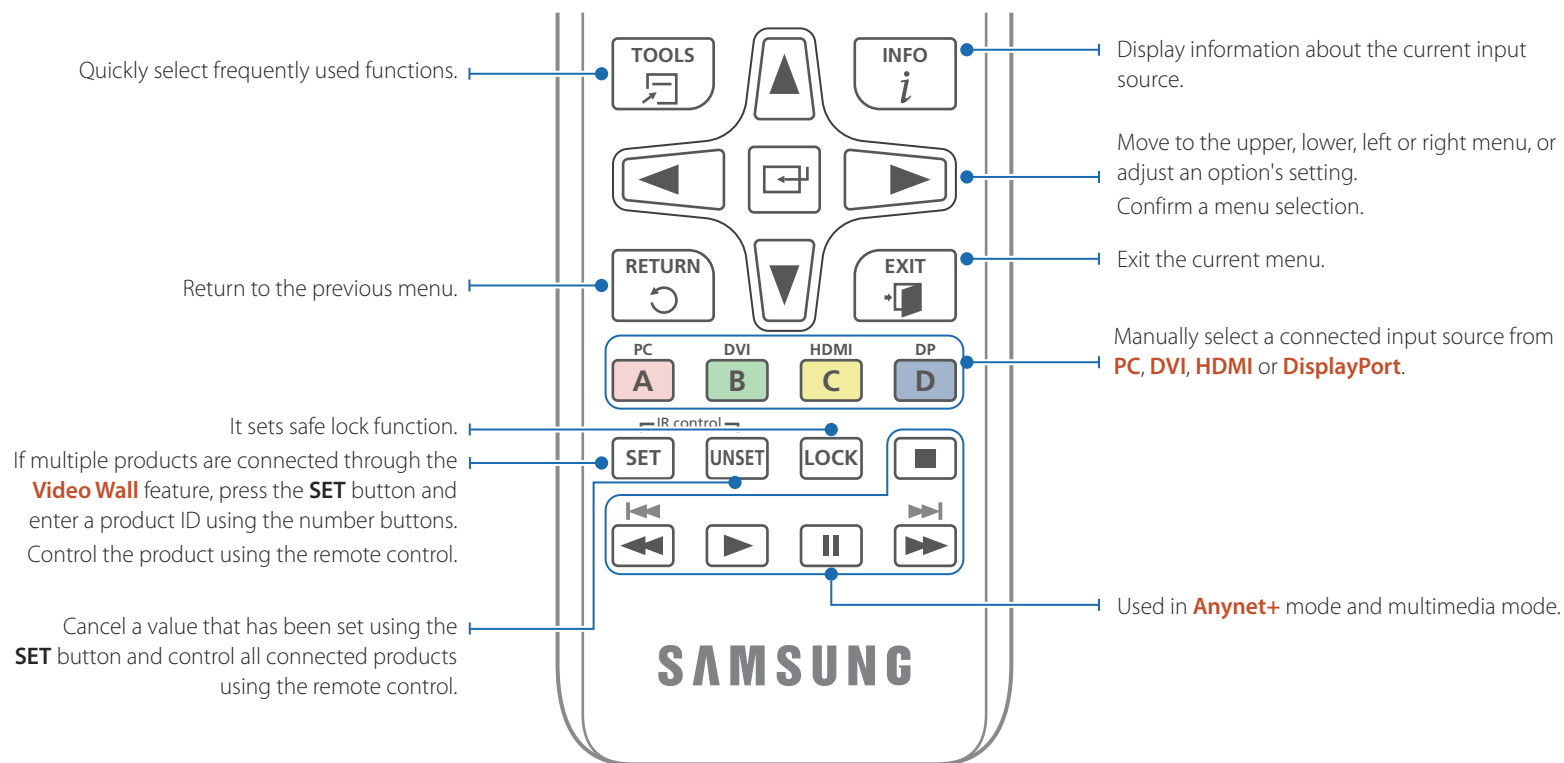 Quickly select frequently used functions.
TOOLS
INFO
i
Display information about the current input
source.
Move to the upper, lower, left or right menu, or
adjust an option's setting.
Confirm a menu selection.
Return to the previous menu.
RETURN
EXIT
Exit the current menu.
PC DVI HDMI DP
A B C D
Manually select a connected input source from
PC, DVI, HDMI or DisplayPort.
It sets safe lock function.
IR control
SET UNSET LOCK
If multiple products are connected through the
Video Wall feature, press the SET button and
enter a product ID using the number buttons.
Control the product using the remote control.
Used in Anynet+ mode and multimedia mode.
Cancel a value that has been set using the
SET button and control all connected products
using the remote control.
SAMSUNG